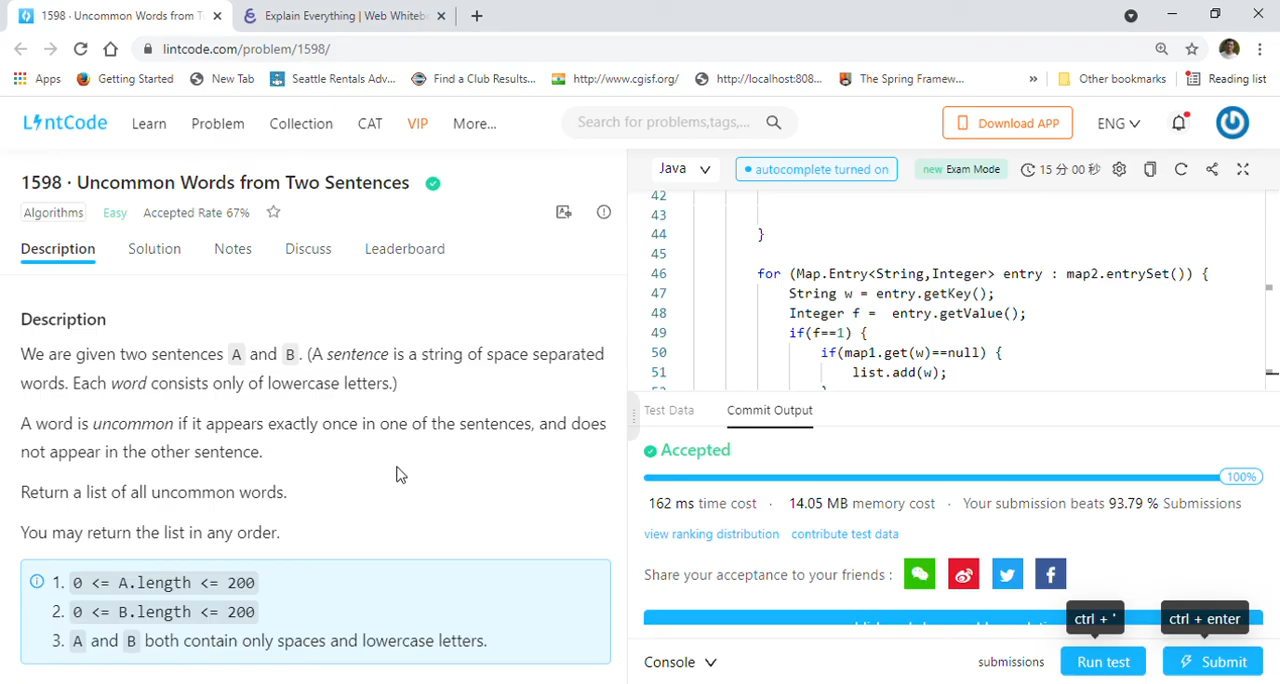 1598 · Uncommon Words from T
Explain Everything | Web Whitebo
lintcode.com/problem/1598/
Apps
Getting Started
New Tab
Seattle Rentals Adv...
Find a Club Results...
http://www.cgisf.org/
http://localhost:808...
The Spring Framew...
»
Other bookmarks
Reading list
LintCode
Learn
Problem
Collection
CAT
VIP
More...
Search for problems,tags,...
Download APP
ENG
1598 · Uncommon Words from Two Sentences
Algorithms
Easy
Accepted Rate 67%
Description
Solution
Notes
Discuss
Leaderboard
Description
We are given two sentences A and B. (A sentence is a string of space separated
words. Each word consists only of lowercase letters.)
A word is uncommon if it appears exactly once in one of the sentences, and does
not appear in the other sentence.
Return a list of all uncommon words.
You may return the list in any order.
1. 0 <= A.length <= 200
2. 0 <= B.length <= 200
3. A and B both contain only spaces and lowercase letters.
Java
autocomplete turned on
new Exam Mode
15 分 00 秒
42
43
44 }
45
46 for (Map.Entry<String,Integer> entry : map2.entrySet()) {
47 String w = entry.getKey();
48 Integer f = entry.getValue();
49 if(f==1) {
50 if(map1.get(w)==null) {
51 list.add(w);
Test Data
Commit Output
Accepted
100%
162 ms time cost · 14.05 MB memory cost · Your submission beats 93.79 % Submissions
view ranking distribution
contribute test data
Share your acceptance to your friends :
ctrl + '
ctrl + enter
Console
submissions
Run test
Submit